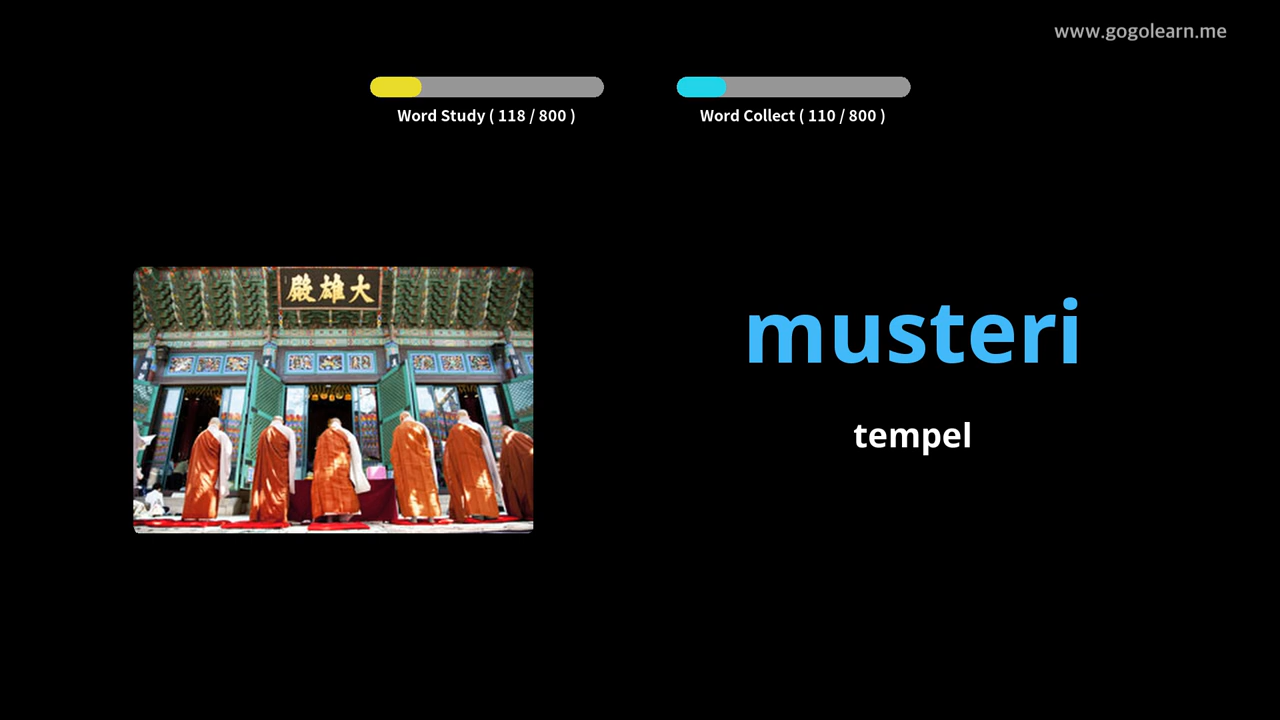 www.gogolearn.me
Word Study ( 118 / 800 )
Word Collect ( 110 / 800 )
殿雄大
musteri
tempel